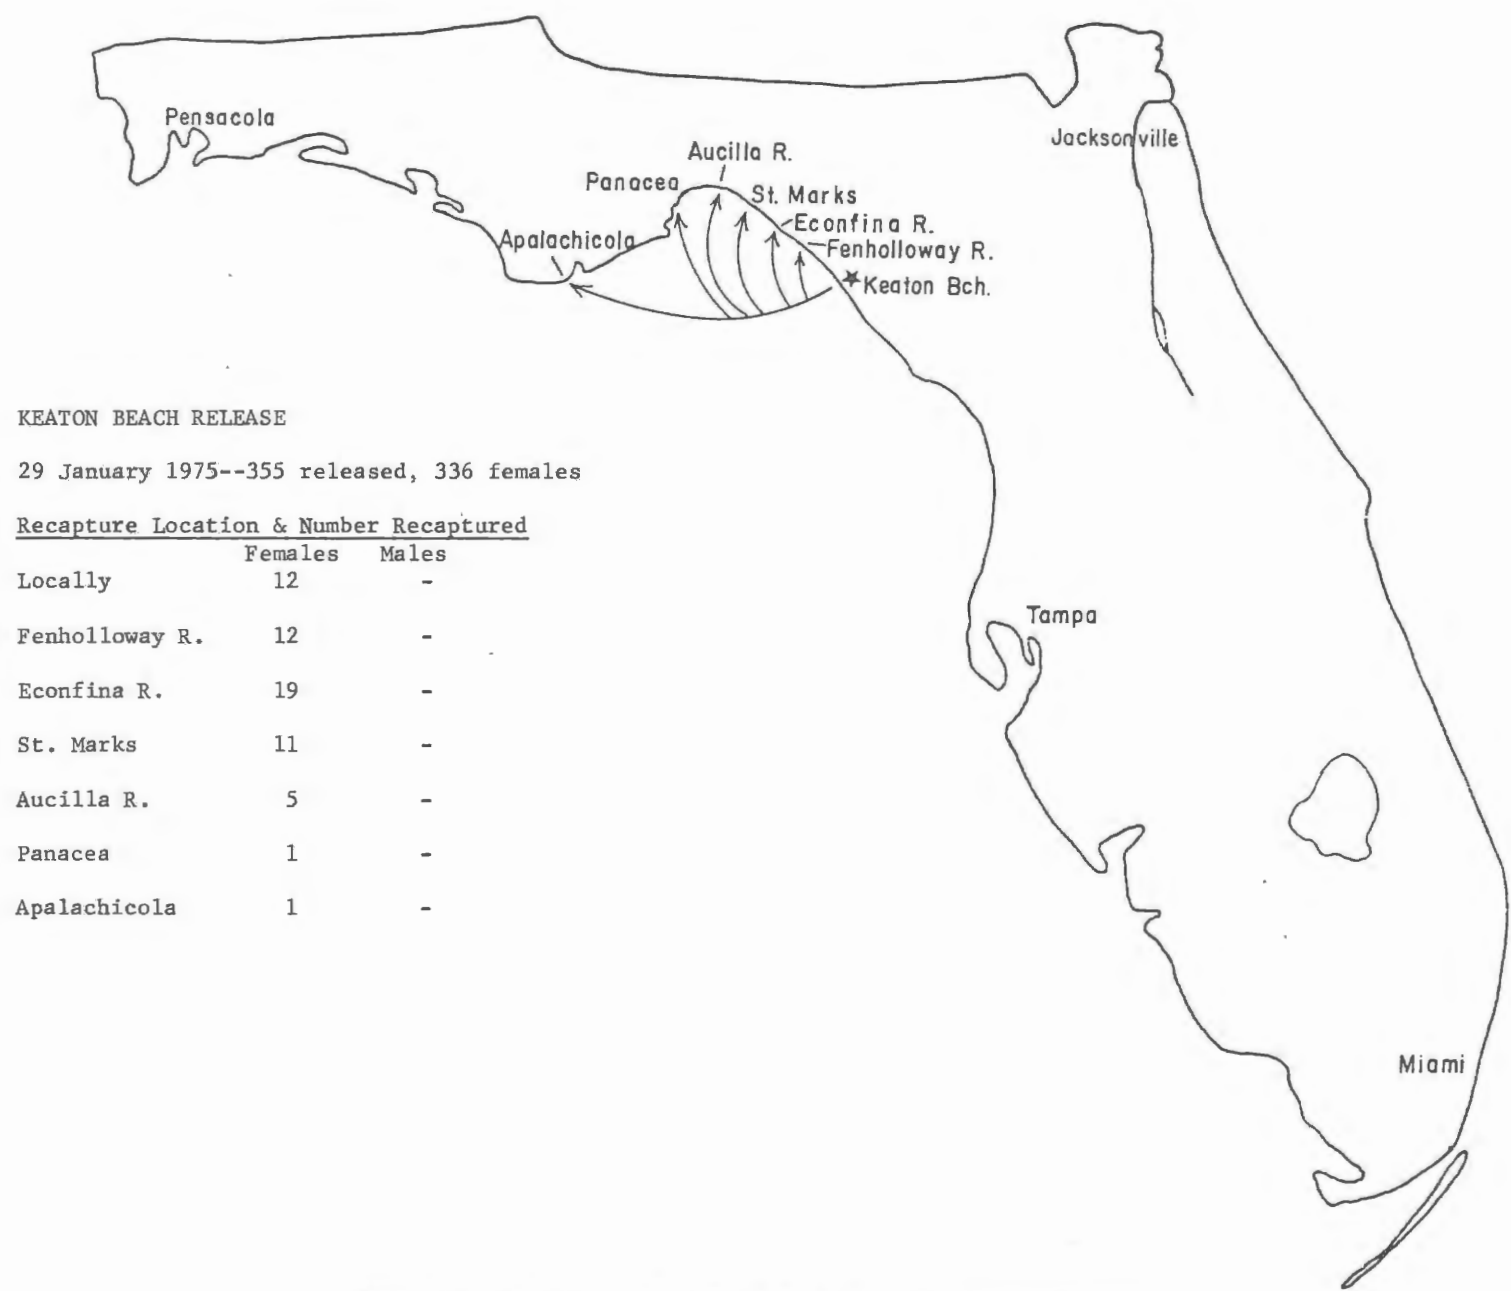 Pensacola
Jacksonville
Aucilla R.
Panacea
St. Marks
Econfina R.
Apalachicola
Fenholloway R.
Keaton Bch.
KEATON BEACH RELEASE
29 January 1975--355 released, 336 females
Recapture Location & Number Recaptured
Females Males
Locally 12 -
Fenholloway R. 12 -
Econfina R. 19 -
St. Marks 11 -
Aucilla R. 5 -
Panacea 1 -
Apalachicola 1 -
Tampa
Miami